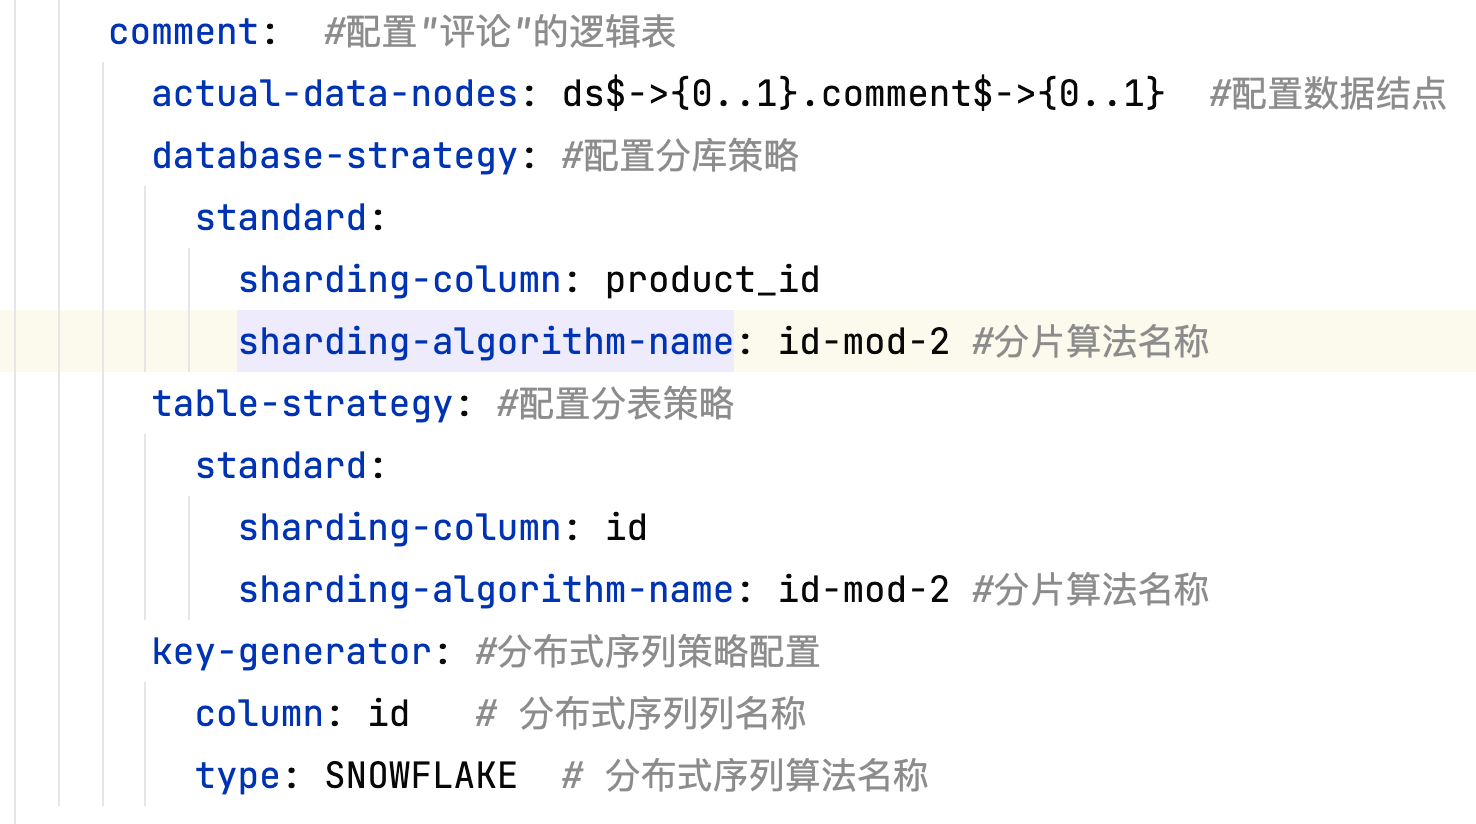 comment:  #配置"评论"的逻辑表
actual-data-nodes: ds$->{0..1}.comment$->{0..1}  #配置数据结点
database-strategy: #配置分库策略
standard:
sharding-column: product_id
sharding-algorithm-name: id-mod-2 #分片算法名称
table-strategy: #配置分表策略
standard:
sharding-column: id
sharding-algorithm-name: id-mod-2 #分片算法名称
key-generator: #分布式序列策略配置
column: id   # 分布式序列列名称
type: SNOWFLAKE  # 分布式序列算法名称